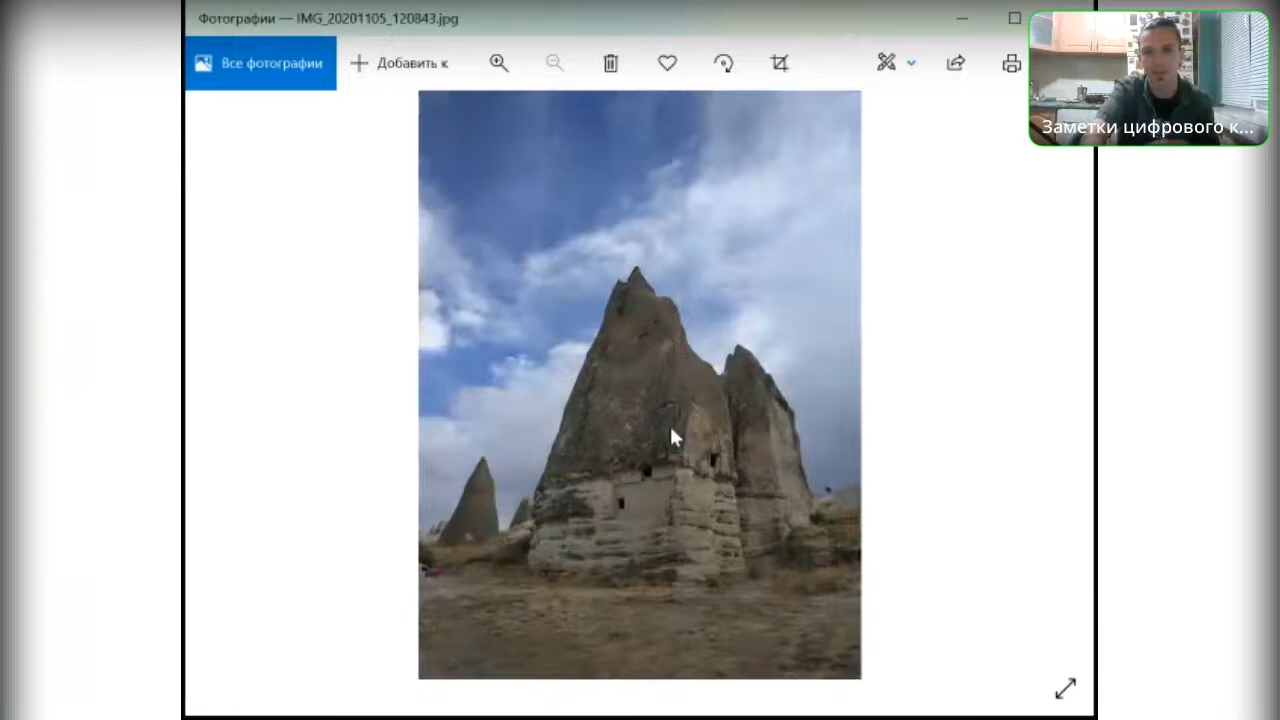 Фотографии — IMG_20201105_120843.jpg
Все фотографии
Добавить к
Заметки цифрового к...